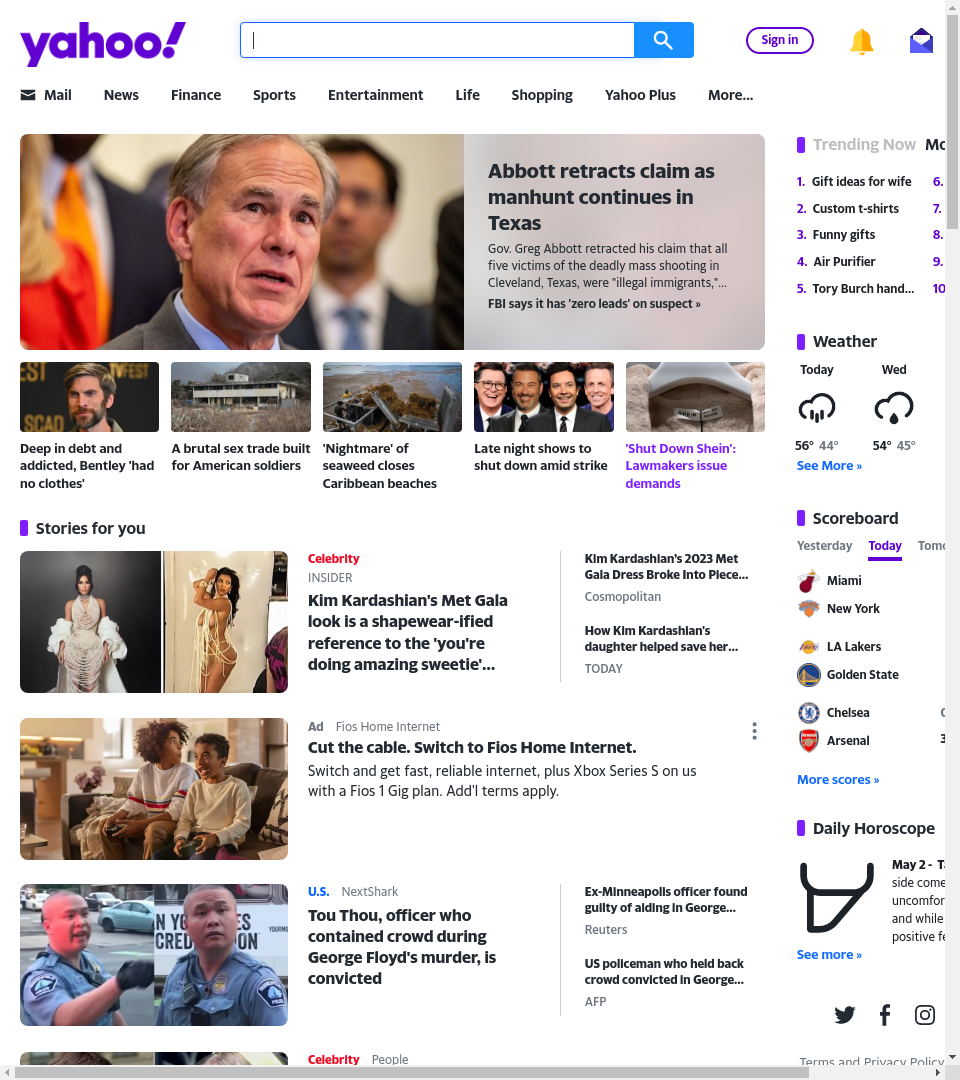 yahoo!
Sign in
Mail
News
Finance
Sports
Entertainment
Life
Shopping
Yahoo Plus
More...
Abbott retracts claim as
manhunt continues in
Texas
Gov. Greg Abbott retracted his claim that all
five victims of the deadly mass shooting in
Cleveland, Texas, were "illegal immigrants,"...
FBI says it has 'zero leads' on suspect »
Deep in debt and
addicted, Bentley 'had
no clothes'
A brutal sex trade built
for American soldiers
'Nightmare' of
seaweed closes
Caribbean beaches
Late night shows to
shut down amid strike
'Shut Down Shein':
Lawmakers issue
demands
Stories for you
Celebrity
INSIDER
Kim Kardashian's Met Gala
look is a shapewear-ified
reference to the 'you're
doing amazing sweetie'...
Kim Kardashian's 2023 Met
Gala Dress Broke Into Piece...
Cosmopolitan
How Kim Kardashian's
daughter helped save her...
TODAY
Ad Fios Home Internet
Cut the cable. Switch to Fios Home Internet.
Switch and get fast, reliable internet, plus Xbox Series S on us
with a Fios 1 Gig plan. Add'l terms apply.
U.S. NextShark
Tou Thou, officer who
contained crowd during
George Floyd's murder, is
convicted
Ex-Minneapolis officer found
guilty of aiding in George...
Reuters
US policeman who held back
crowd convicted in George...
AFP
Celebrity People
Trending Now
1. Gift ideas for wife 6.
2. Custom t-shirts 7.
3. Funny gifts 8.
4. Air Purifier 9.
5. Tory Burch hand... 10
Weather
Today Wed
56° 44° 54° 45°
See More »
Scoreboard
Yesterday Today
Miami
New York
LA Lakers
Golden State
Chelsea
Arsenal 3
More scores »
Daily Horoscope
May 2 -
side come
uncomfor
and while
positive fe
See more »
Terms and Privacy Policy